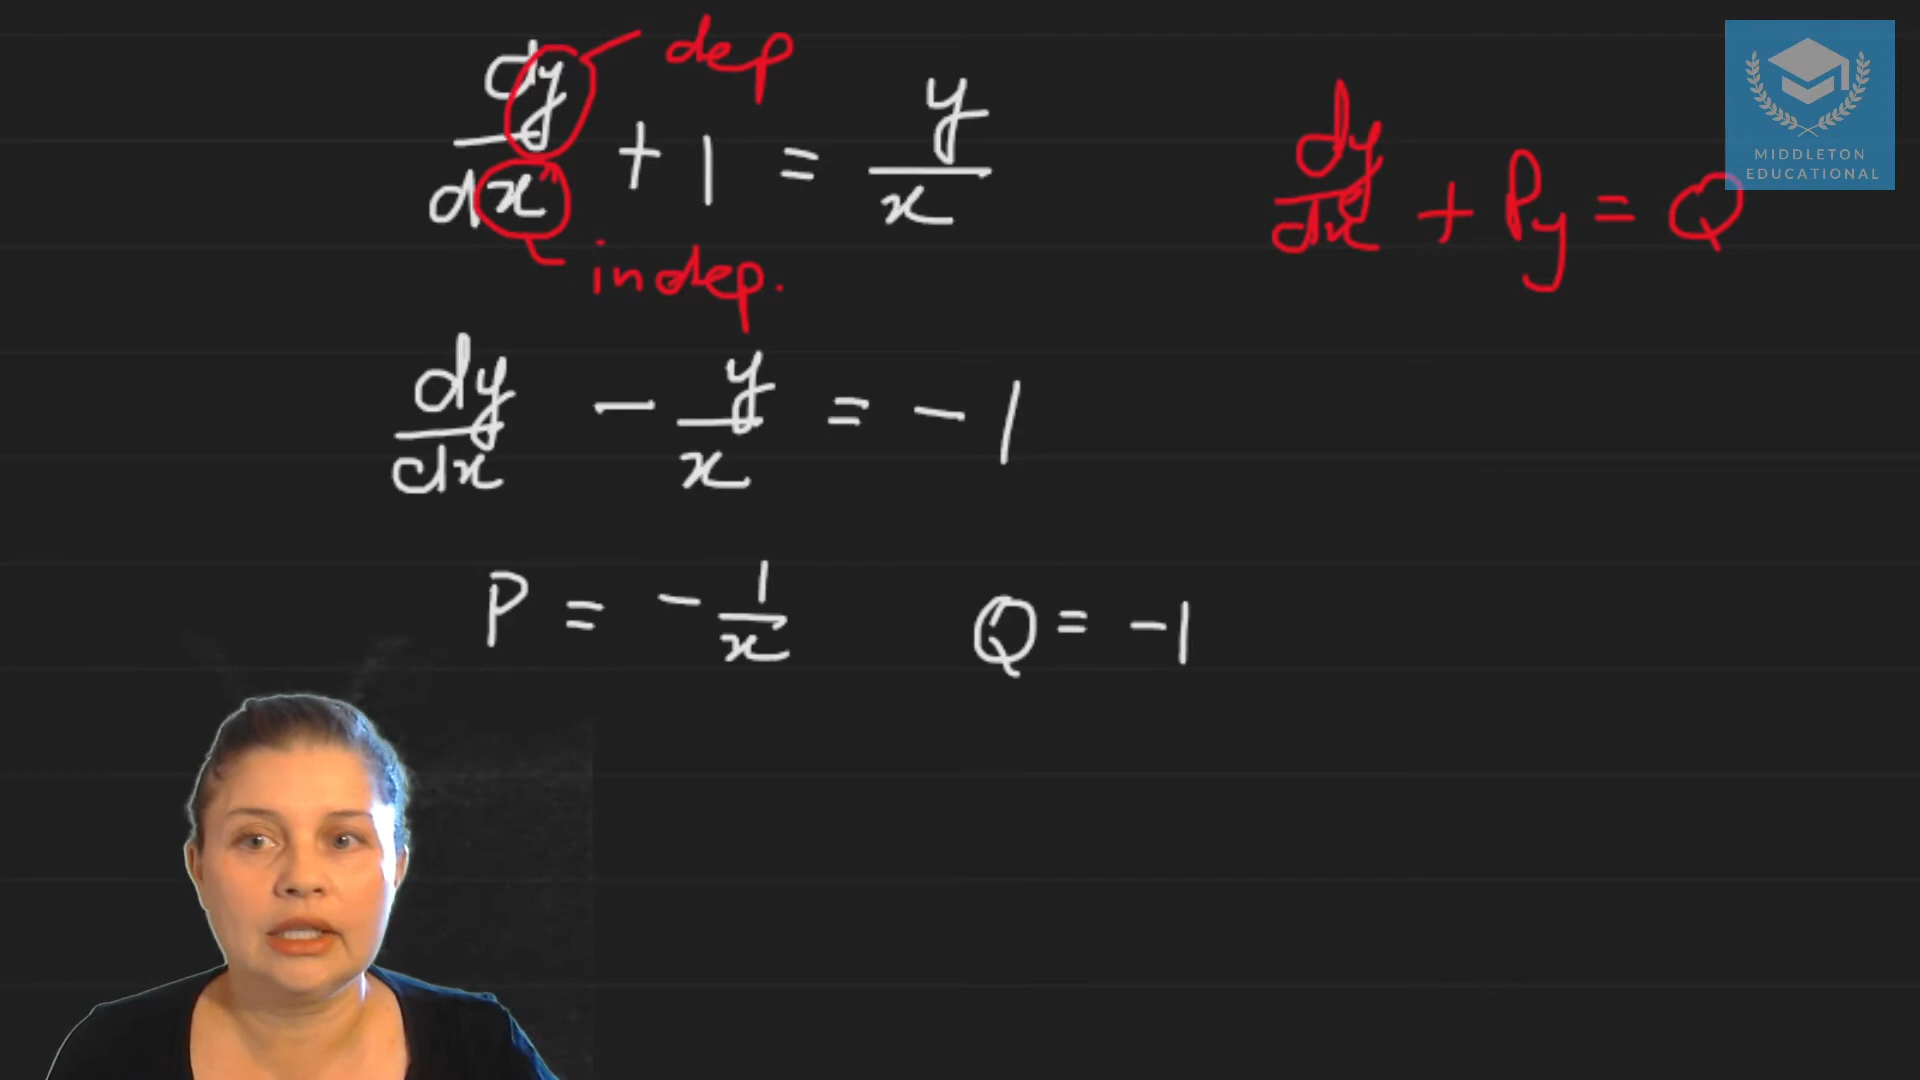 dep
dy/dx + 1 = y/x
indep.
dy/dx + Py = Q
MIDDLETON
EDUCATIONAL
dy/dx - y/x = -1
P = - 1/x
Q = -1